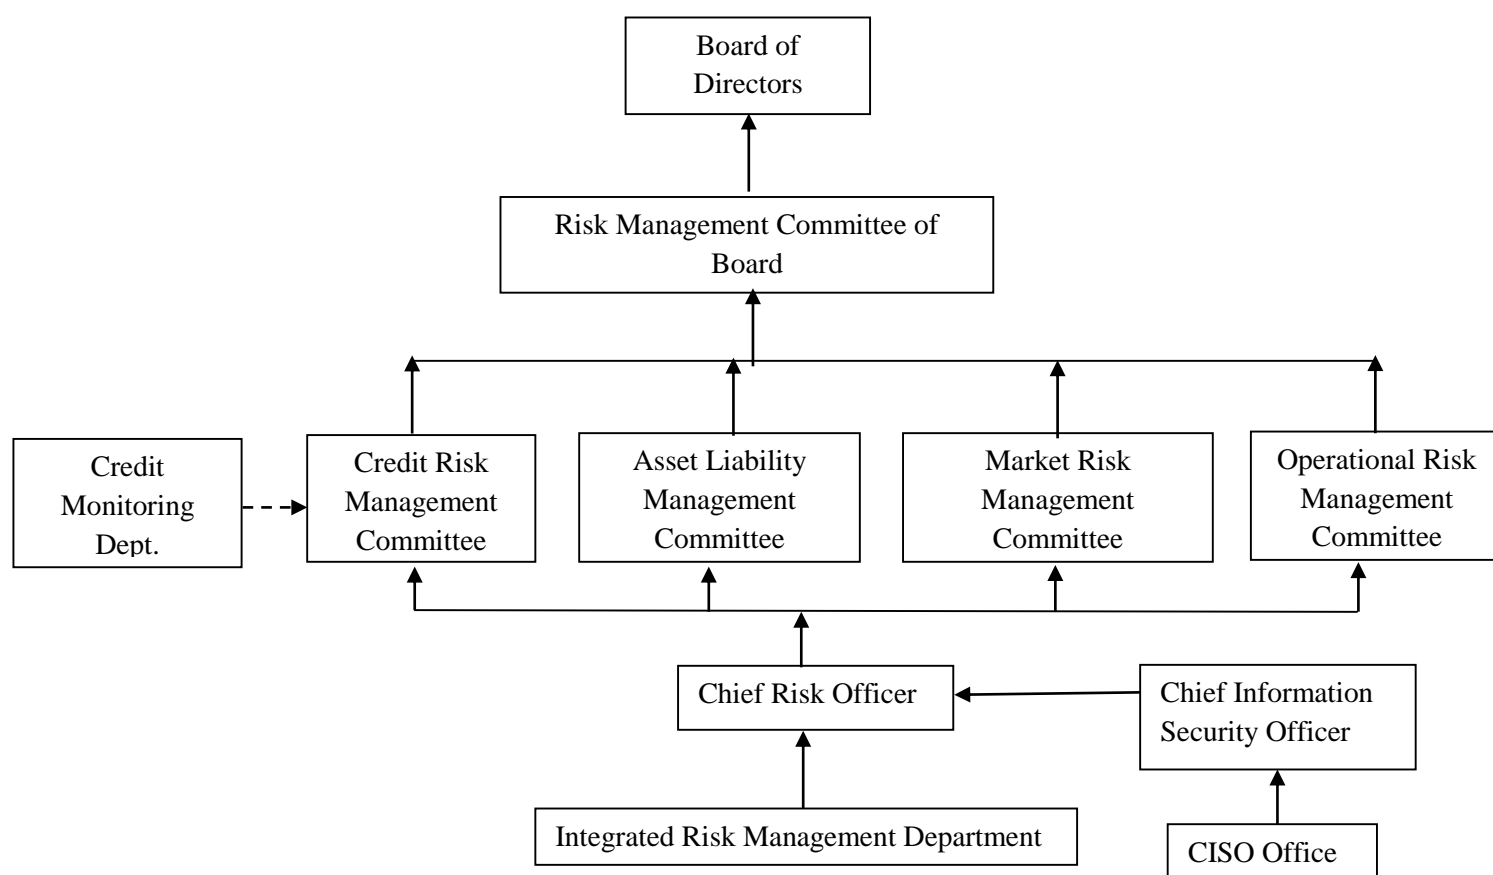 Board of
Directors
Risk Management Committee of
Board
Credit
Monitoring
Dept.
Credit Risk
Management
Committee
Asset Liability
Management
Committee
Market Risk
Management
Committee
Operational Risk
Management
Committee
Chief Risk Officer
Chief Information
Security Officer
Integrated Risk Management Department
CISO Office